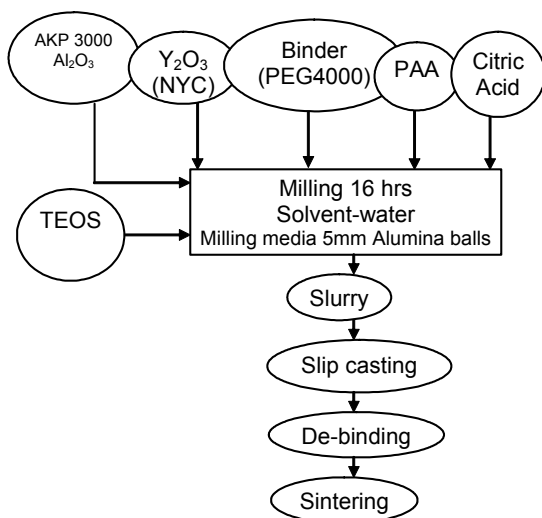 AKP 3000
Al₂O₃
Y₂O₃
(NYC)
Binder
(PEG4000)
PAA
Citric
Acid
TEOS
Milling 16 hrs
Solvent-water
Milling media 5mm Alumina balls
Slurry
Slip casting
De-binding
Sintering